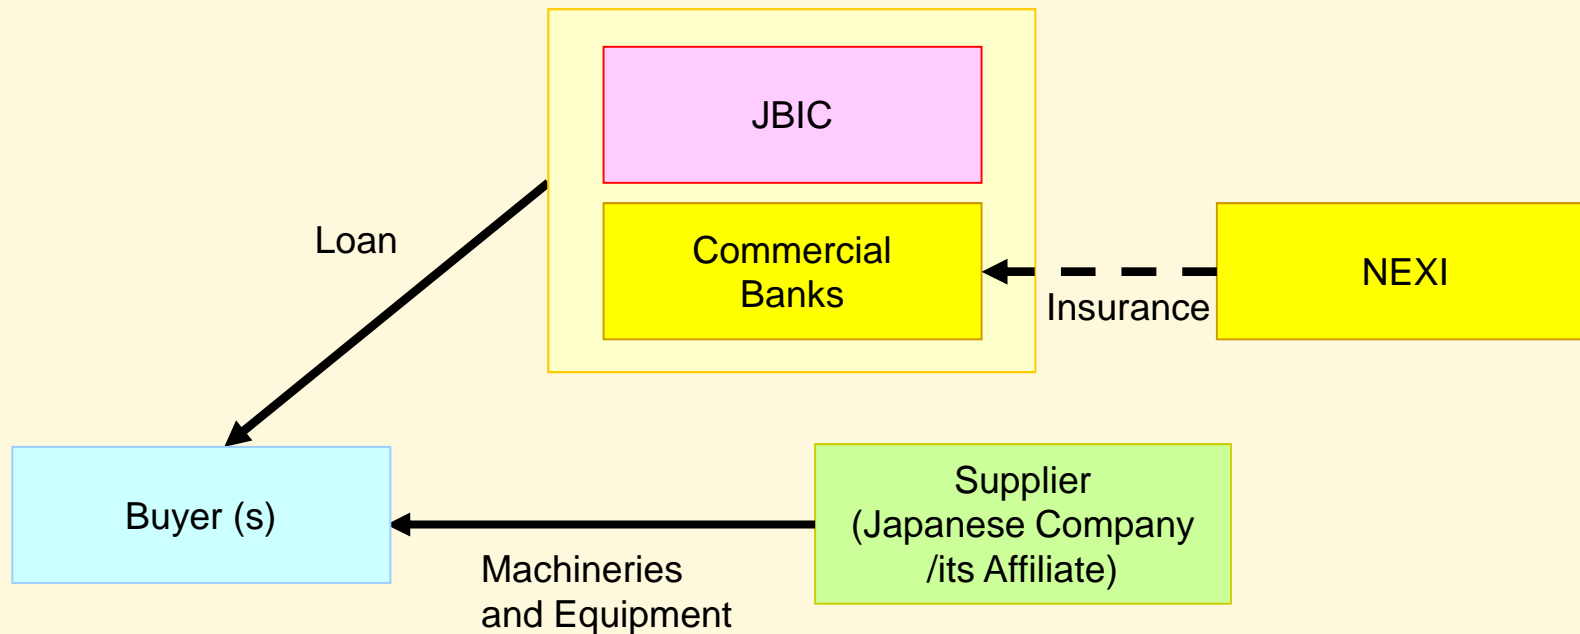 JBIC
Loan
Commercial
Banks
NEXI
Insurance
Buyer (s)
Supplier
(Japanese Company
/its Affiliate)
Machineries
and Equipment